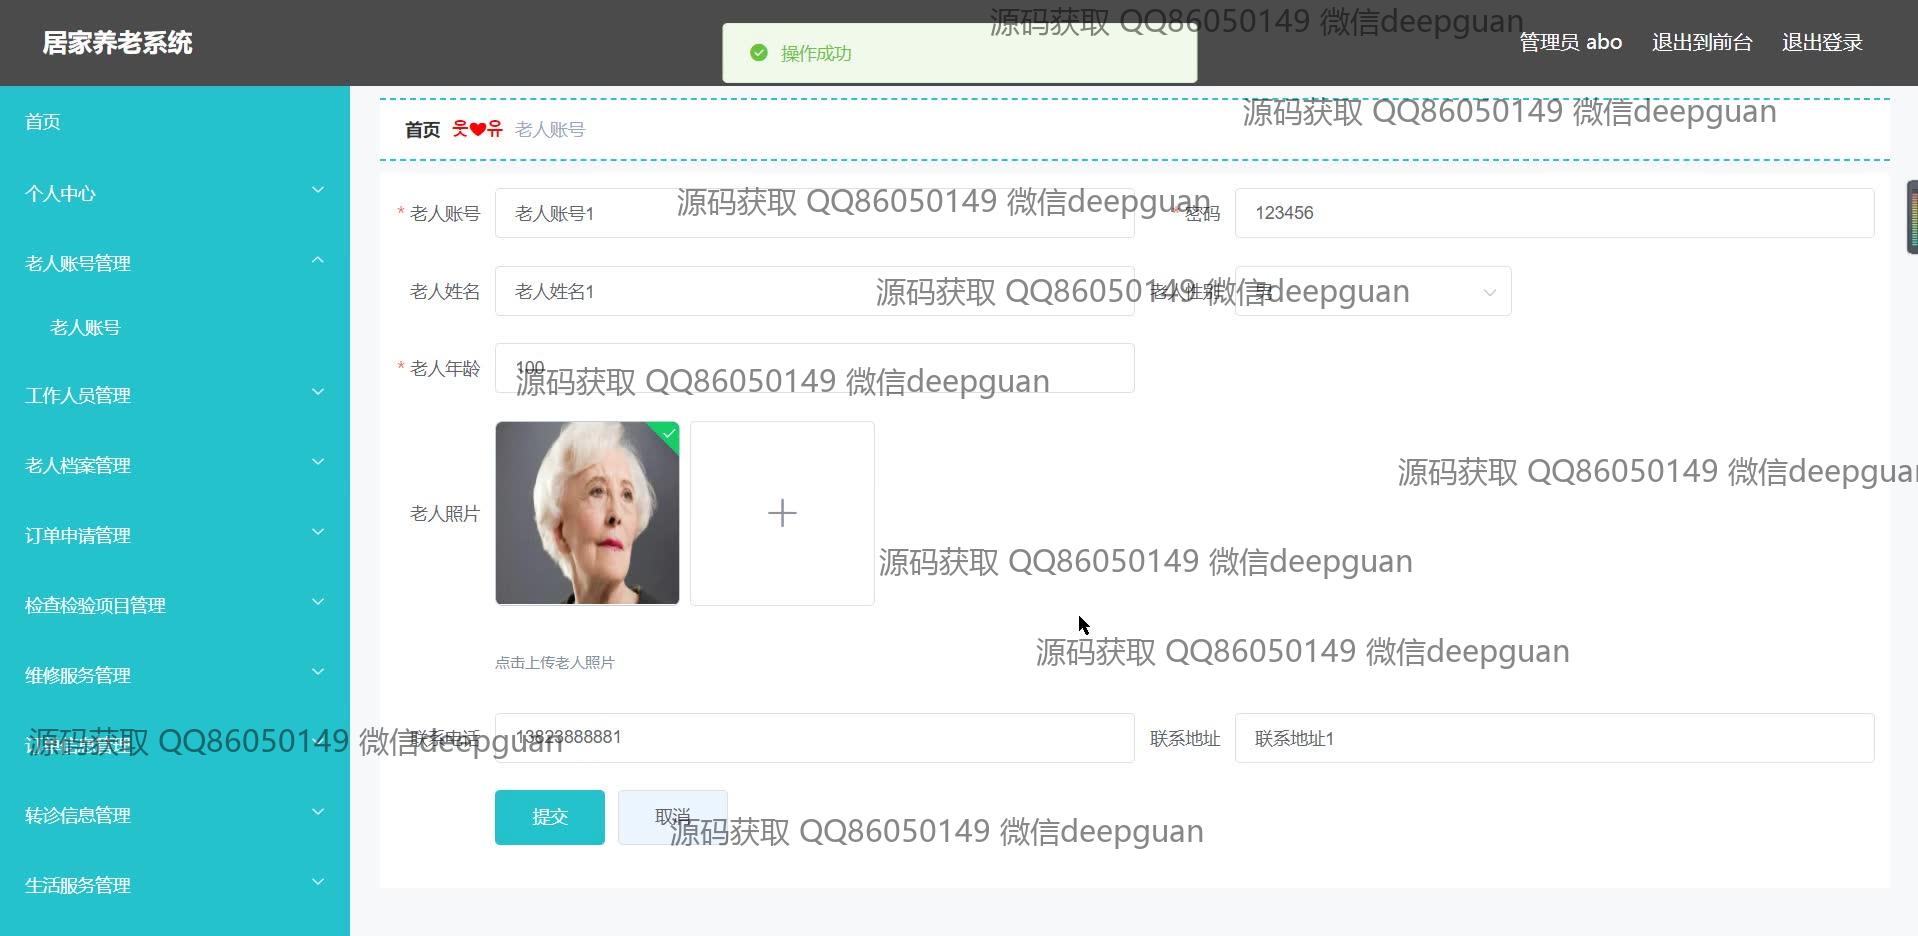 源码获取 QQ86050149 微信deepguan
居家养老系统
操作成功
管理员 abo
退出到前台
退出登录
源码获取 QQ86050149 微信deepguan
首页
个人中心
老人账号管理
老人账号
工作人员管理
老人档案管理
订单申请管理
检查检验项目管理
维修服务管理
订单信息管理
转诊信息管理
生活服务管理
首页 웃❤유 老人账号
源码获取 QQ86050149 微信deepguan
* 老人账号 老人账号1
* 密码 123456
源码获取 QQ86050149 微信deepguan
老人姓名 老人姓名1
老人性别 男
* 老人年龄 100
源码获取 QQ86050149 微信deepguan
源码获取 QQ86050149 微信deepguan
老人照片
源码获取 QQ86050149 微信deepguan
源码获取 QQ86050149 微信deepguan
点击上传老人照片
源码获取 QQ86050149 微信deepguan
联系电话 13823888881
联系地址 联系地址1
提交
取消
源码获取 QQ86050149 微信deepguan